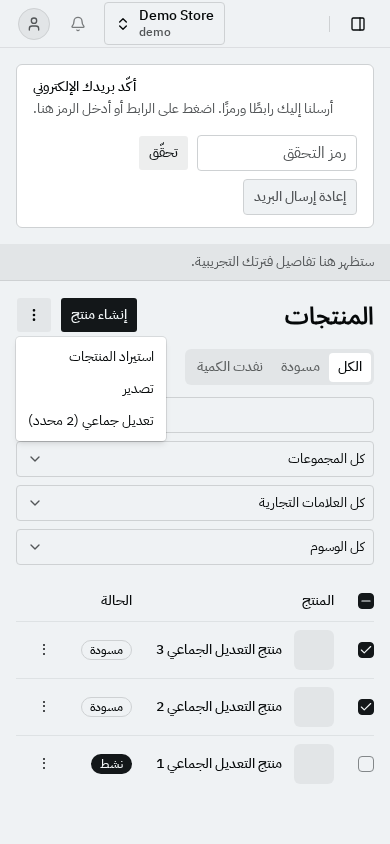 Demo Store
demo
أكّد بريدك الإلكتروني
أرسلنا إليك رابطًا ورمزًا. اضغط على الرابط أو أدخل الرمز هنا.
رمز التحقق
تحقّق
إعادة إرسال البريد
ستظهر هنا تفاصيل فترتك التجريبية.
المنتجات
إنشاء منتج
استيراد المنتجات
تصدير
تعديل جماعي (2 محدد)
الكل
مسودة
نفدت الكمية
كل المجموعات
كل العلامات التجارية
كل الوسوم
المنتج
الحالة
منتج التعديل الجماعي 3
مسودة
منتج التعديل الجماعي 2
مسودة
منتج التعديل الجماعي 1
نشط